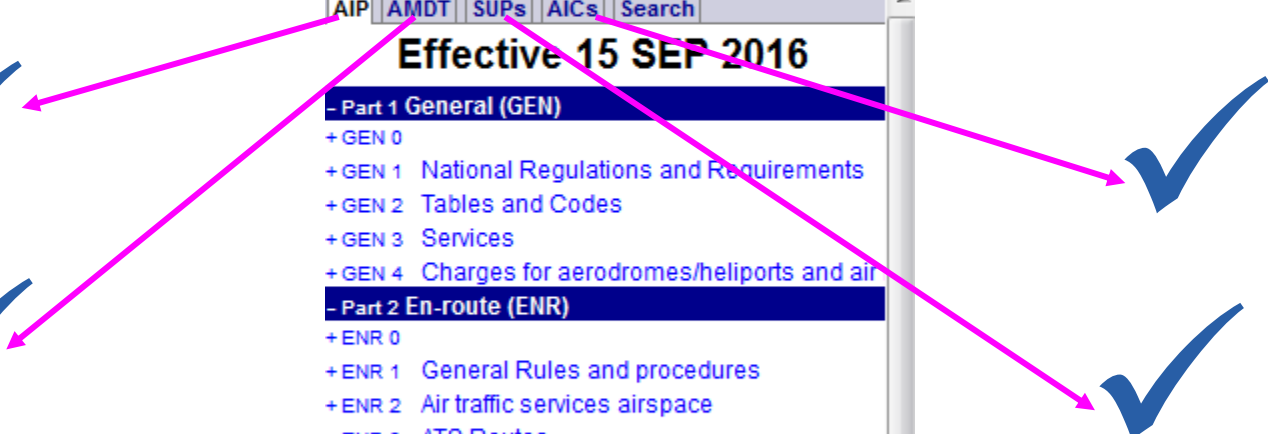 AIP AMDT SUPs AICs Search
Effective 15 SEP 2016
– Part 1 General (GEN)
+ GEN 0
+ GEN 1 National Regulations and Requirements
+ GEN 2 Tables and Codes
+ GEN 3 Services
+ GEN 4 Charges for aerodromes/heliports and air
– Part 2 En-route (ENR)
+ ENR 0
+ ENR 1 General Rules and procedures
+ ENR 2 Air traffic services airspace
ATS Routes